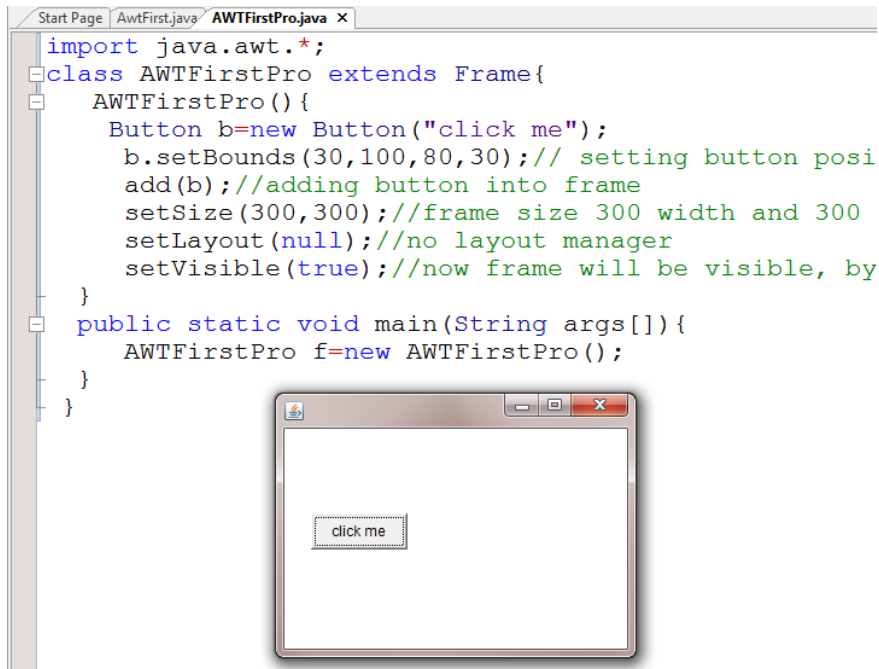 Start Page AwtFirst.java AWTFirstPro.java ×
import java.awt.*;
class AWTFirstPro extends Frame{
AWTFirstPro(){
Button b=new Button("click me");
b.setBounds(30,100,80,30);// setting button posi
add(b);//adding button into frame
setSize(300,300);//frame size 300 width and 300
setLayout(null);//no layout manager
setVisible(true);//now frame will be visible, by
}
public static void main(String args[]){
AWTFirstPro f=new AWTFirstPro();
}
}
click me